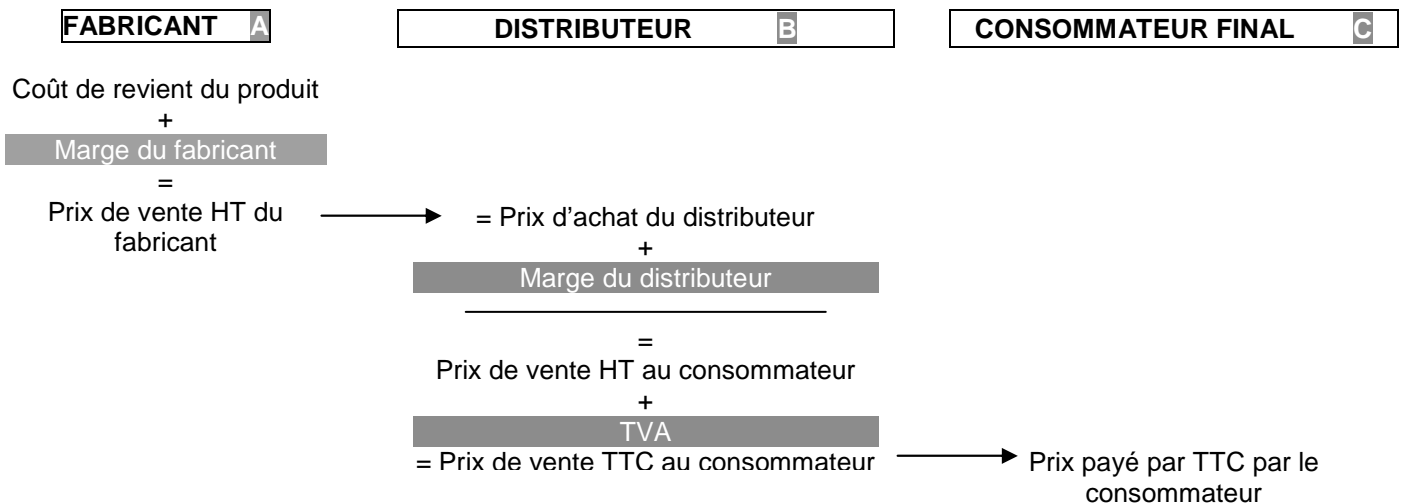 FABRICANT A
DISTRIBUTEUR B
CONSOMMATEUR FINAL C
Coût de revient du produit
+
Marge du fabricant
=
Prix de vente HT du
fabricant
= Prix d’achat du distributeur
+
Marge du distributeur
=
Prix de vente HT au consommateur
+
TVA
= Prix de vente TTC au consommateur
Prix payé par TTC par le
consommateur